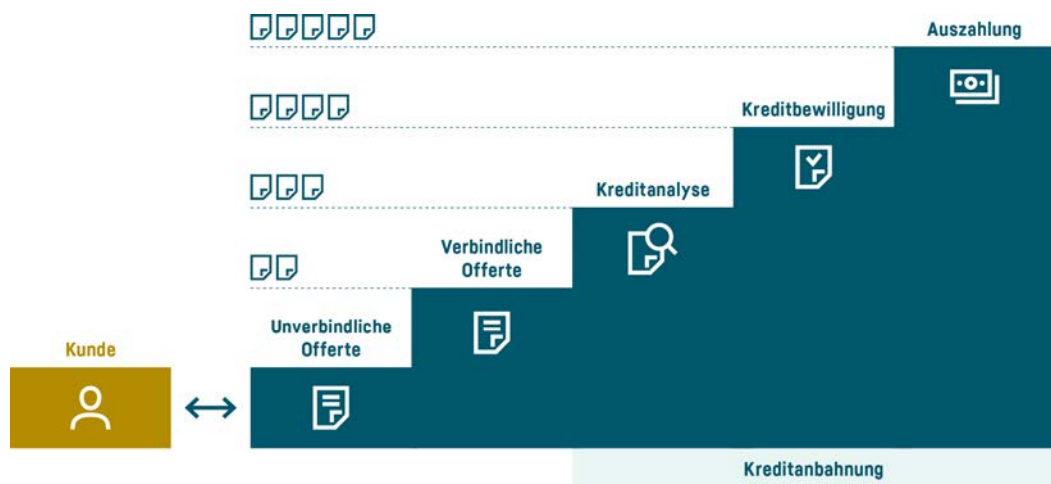 Auszahlung
Kreditbewilligung
Kreditanalyse
Verbindliche
Offerte
Unverbindliche
Offerte
Kunde
Kreditanbahnung